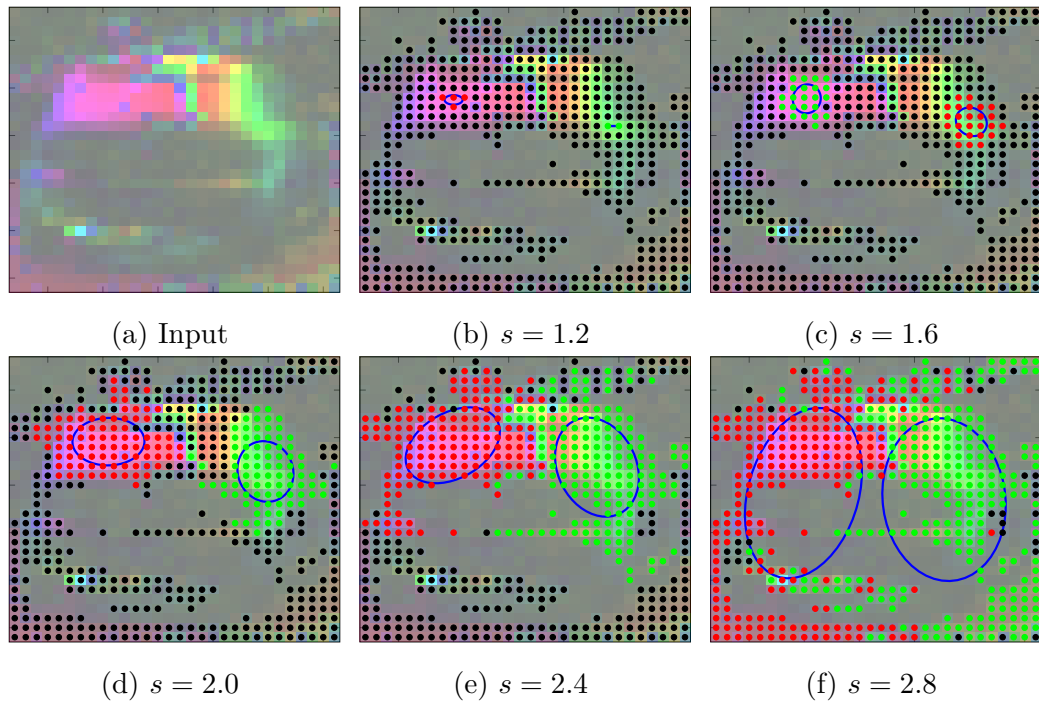 (a) Input
(b) s = 1.2
(c) s = 1.6
(d) s = 2.0
(e) s = 2.4
(f) s = 2.8